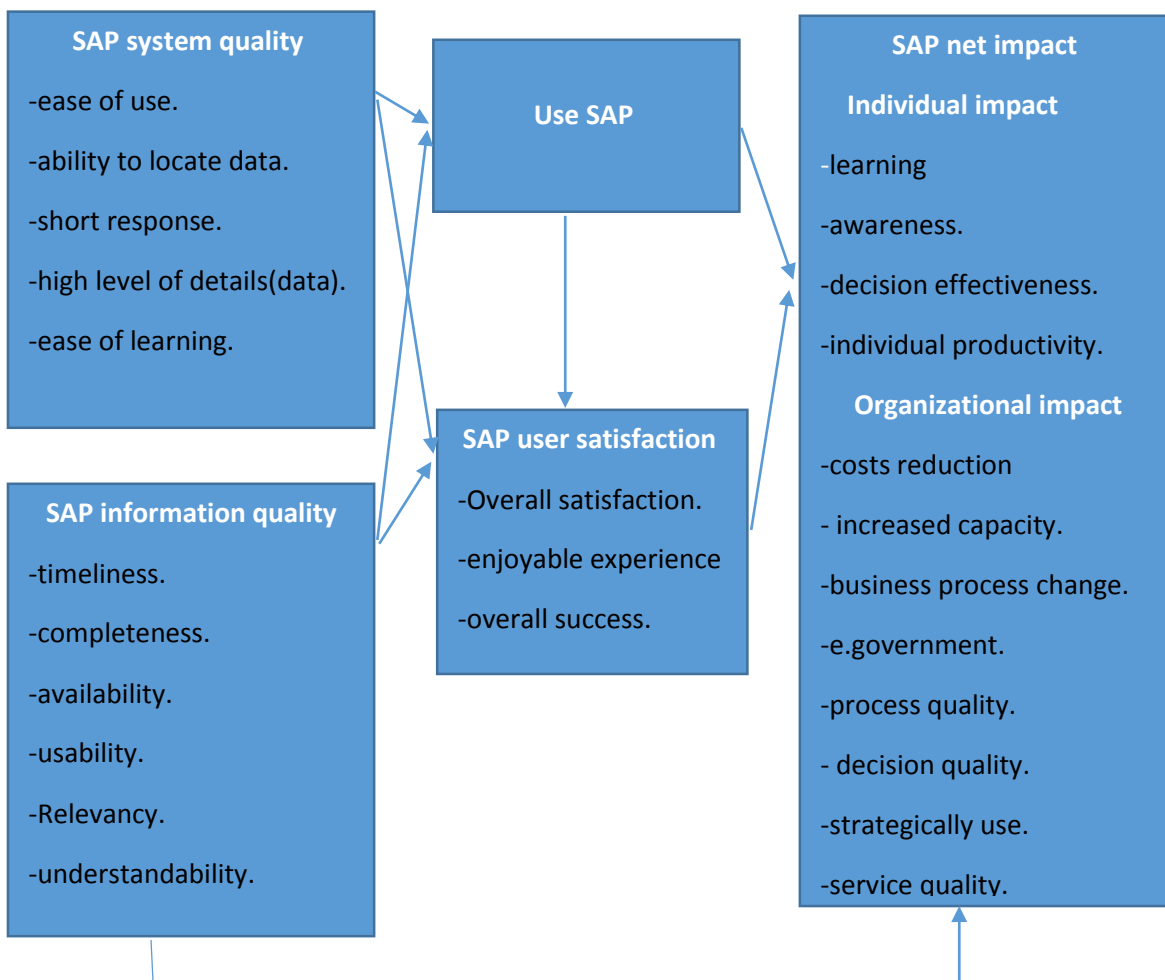 SAP system quality
-ease of use.
-ability to locate data.
-short response.
-high level of details(data).
-ease of learning.
SAP information quality
-timeliness.
-completeness.
-availability.
-usability.
-Relevancy.
-understandability.
Use SAP
SAP user satisfaction
-Overall satisfaction.
-enjoyable experience
-overall success.
SAP net impact
Individual impact
-learning
-awareness.
-decision effectiveness.
-individual productivity.
Organizational impact
-costs reduction
- increased capacity.
-business process change.
-e.government.
-process quality.
- decision quality.
-strategically use.
-service quality.